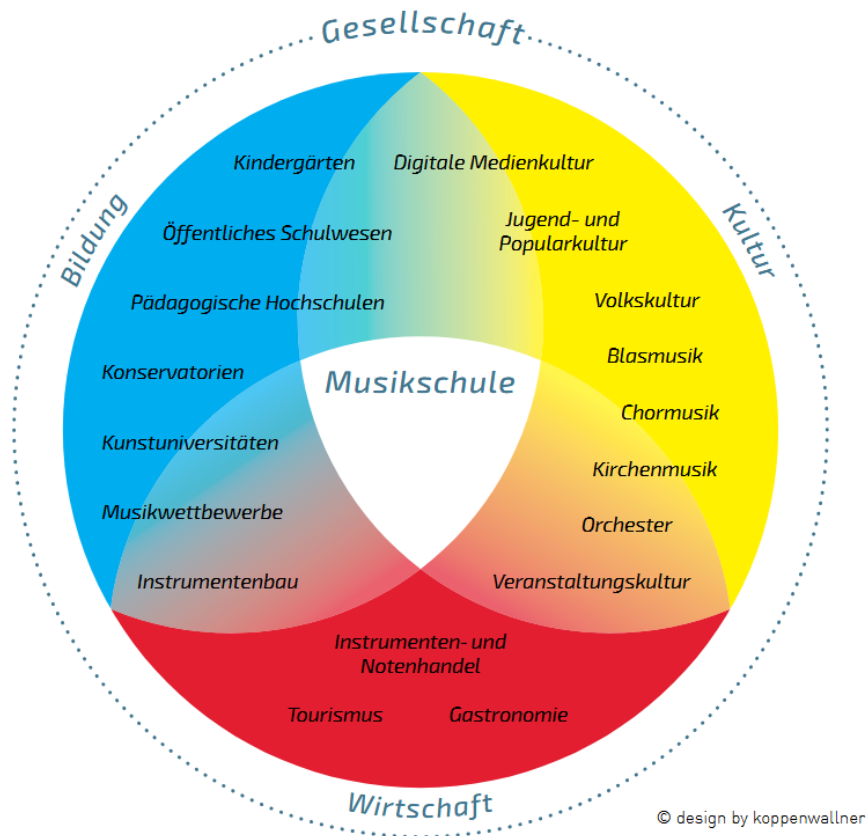 Gesellschaft
Bildung
Kultur
Kindergärten
Digitale Medienkultur
Öffentliches Schulwesen
Jugend- und
Popularkultur
Pädagogische Hochschulen
Volkskultur
Konservatorien
Blasmusik
Musikschule
Chormusik
Kunstuniversitäten
Kirchenmusik
Musikwettbewerbe
Orchester
Instrumentenbau
Veranstaltungskultur
Instrumenten- und
Notenhandel
Tourismus
Gastronomie
Wirtschaft
© design by koppenwallner